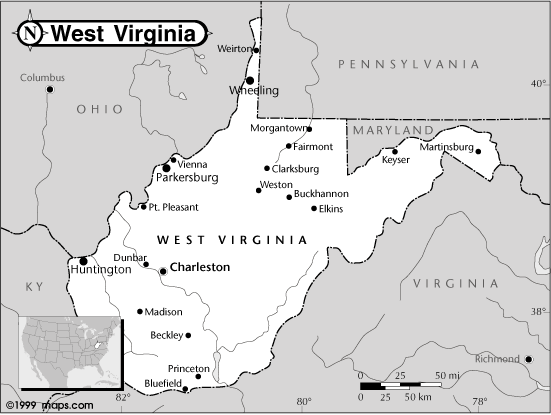 N West Virginia
Weirton
Columbus
PENNSYLVANIA
40°
Wheeling
OHIO
Morgantown
MARYLAND
Fairmont
Keyser
Martinsburg
Vienna
Parkersburg
Clarksburg
Weston
Buckhannon
Pt. Pleasant
Elkins
WEST VIRGINIA
Dunbar
Charleston
Huntington
KY
VIRGINIA
Madison
38°
Beckley
Richmond
Princeton
Bluefield
0 25 50 mi
0 25 50 km
©1999 maps.com
82°
80°
78°